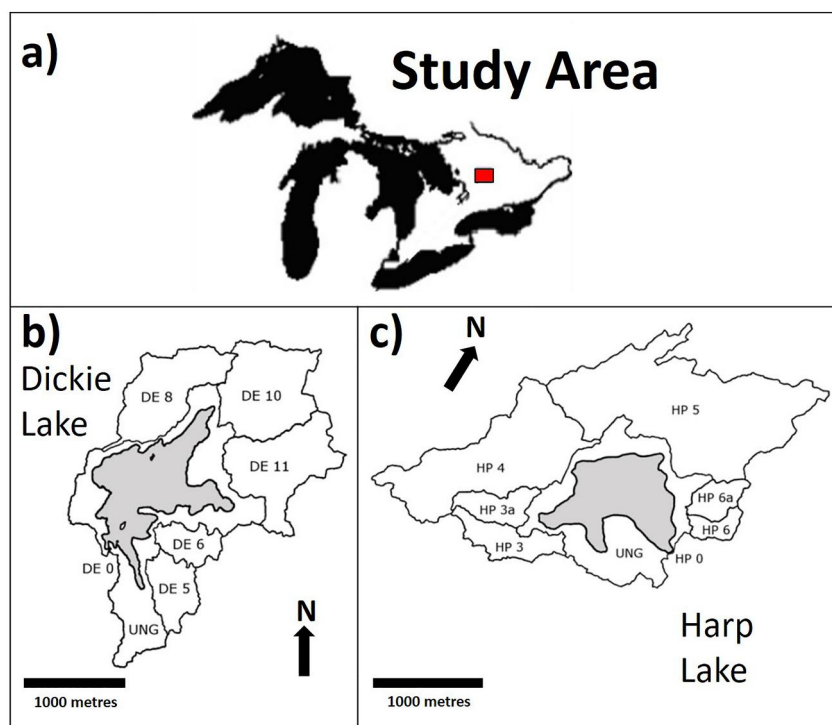 a)
Study Area
b)
Dickie
Lake
DE 8
DE 10
DE 11
DE 6
DE 0
DE 5
UNG
N
1000 metres
c)
N
HP 5
HP 4
HP 6a
HP 3a
HP 6
HP 3
UNG
HP 0
Harp
Lake
1000 metres